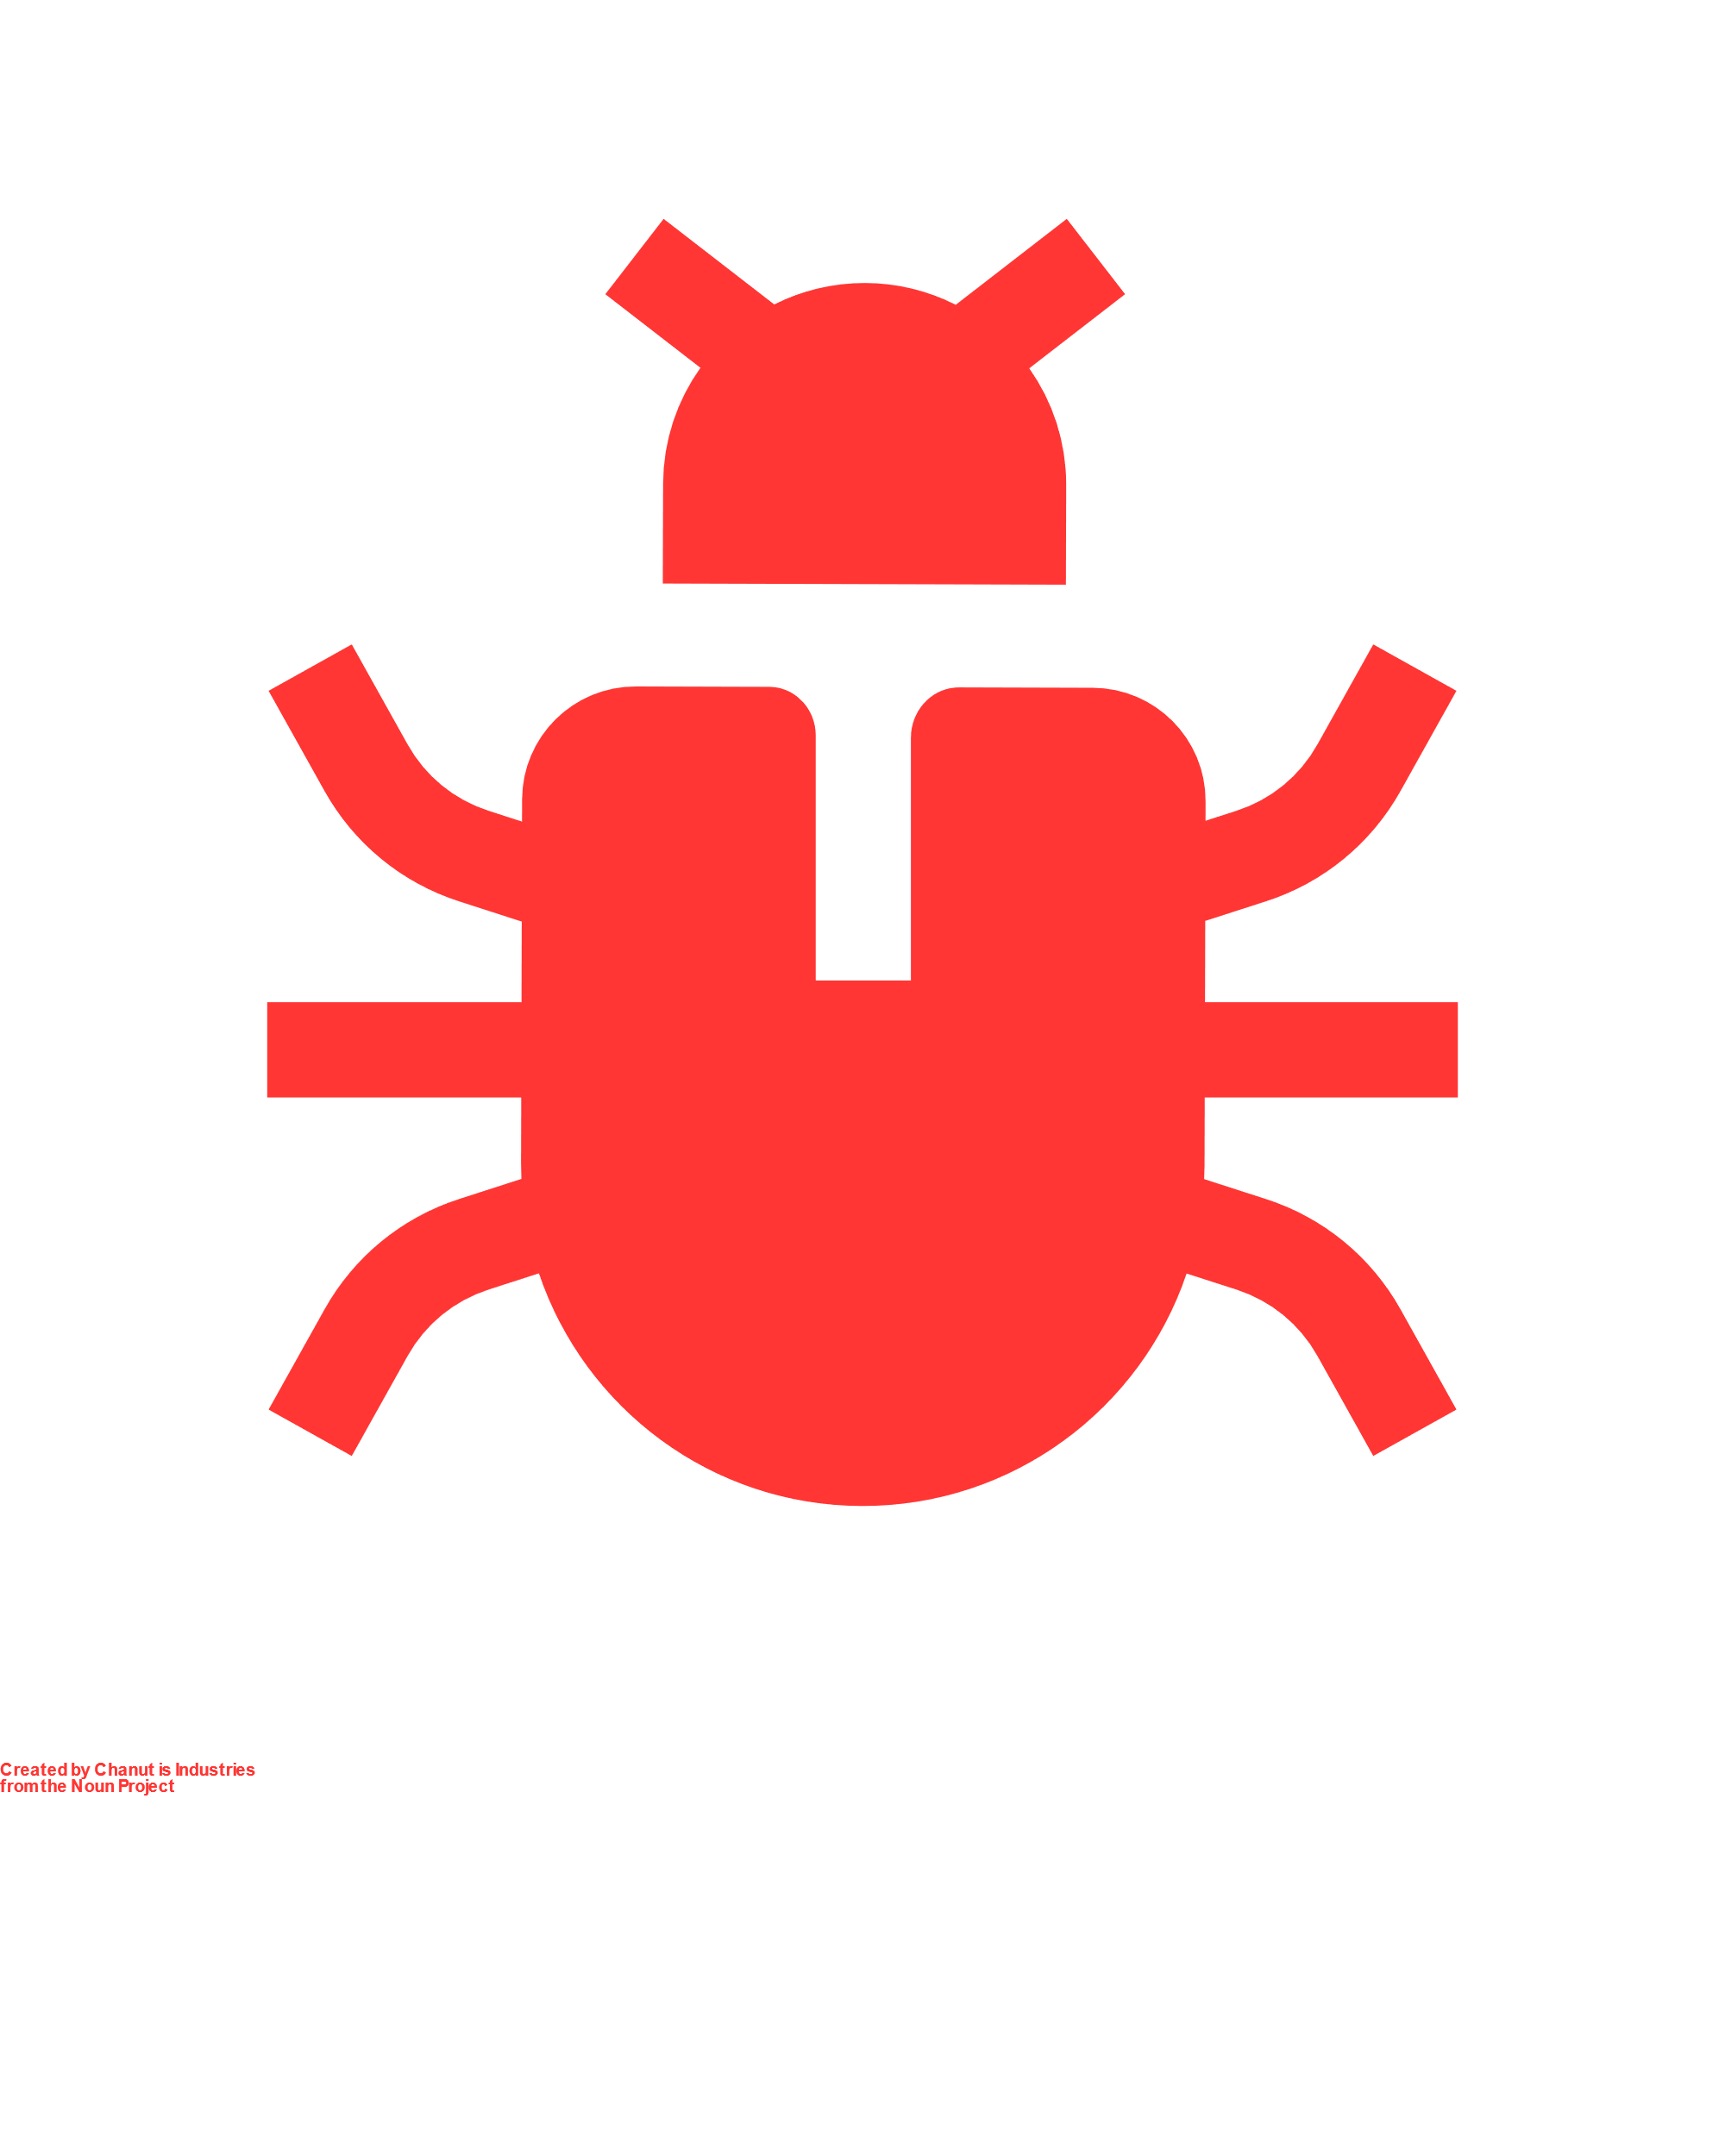 Created by Chanut is Industries
from the Noun Project